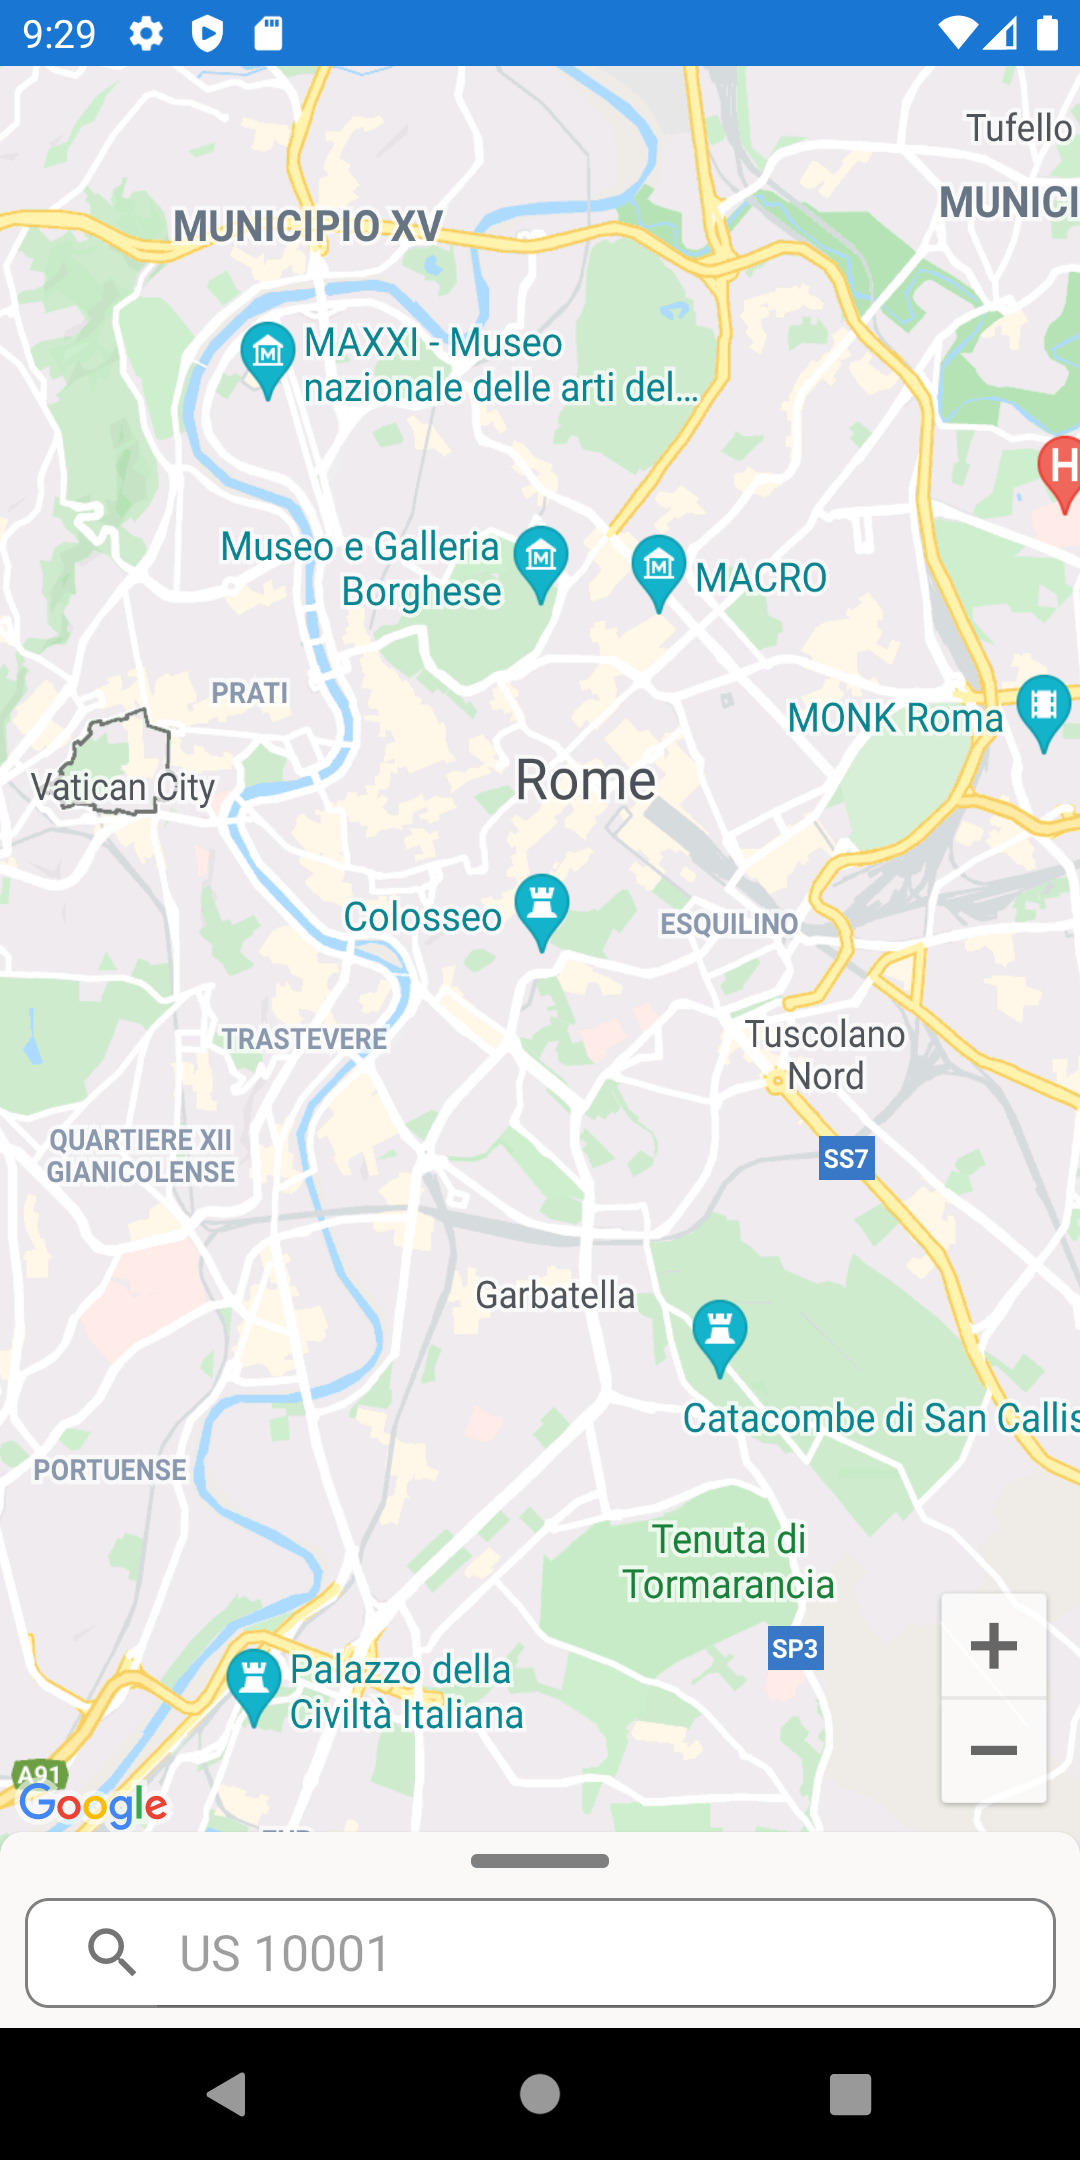 9:29
Tufello
MUNICI
MUNICIPIO XV
MAXXI - Museo
nazionale delle arti del...
H
Museo e Galleria
Borghese
MACRO
PRATI
MONK Roma
Vatican City
Rome
Colosseo
ESQUILINO
TRASTEVERE
Tuscolano
Nord
QUARTIERE XII
GIANICOLENSE
SS7
Garbatella
Catacombe di San Callis
PORTUENSE
Tenuta di
Tormarancia
SP3
Palazzo della
Civiltà Italiana
A91
Google
US 10001